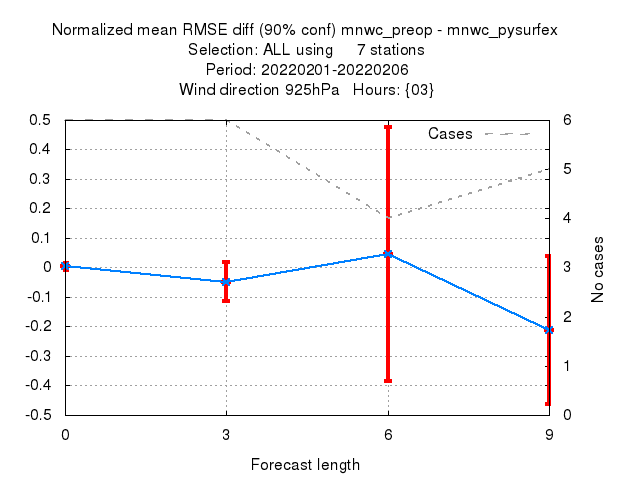 Normalized mean RMSE diff (90% conf) mnwc_preop - mnwc_pysurfex
Selection: ALL using 7 stations
Period: 20220201-20220206
Wind direction 925hPa Hours: {03}
Cases
0.5
0.4
0.3
0.2
0.1
0
-0.1
-0.2
-0.3
-0.4
-0.5
6
5
4
3
2
1
0
No cases
0 3 6 9
Forecast length